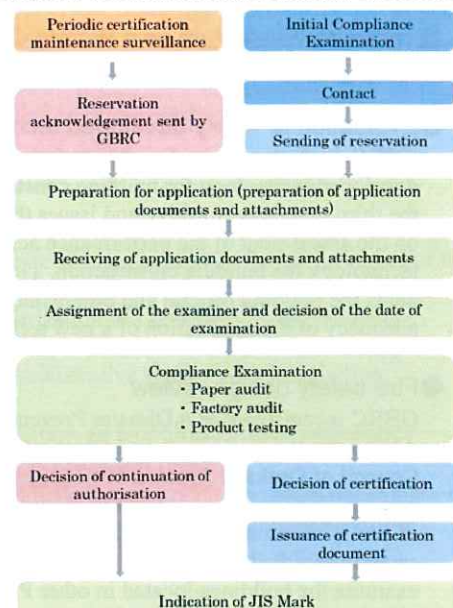 Periodic certification
maintenance surveillance
Initial Compliance
Examination
Contact
Reservation
acknowledgement sent by
GBRC
Sending of reservation
Preparation for application (preparation of application
documents and attachments)
Receiving of application documents and attachments
Assignment of the examiner and decision of the date of
examination
Compliance Examination
・Paper audit
・Factory audit
・Product testing
Decision of continuation of
authorisation
Decision of certification
Issuance of certification
document
Indication of JIS Mark